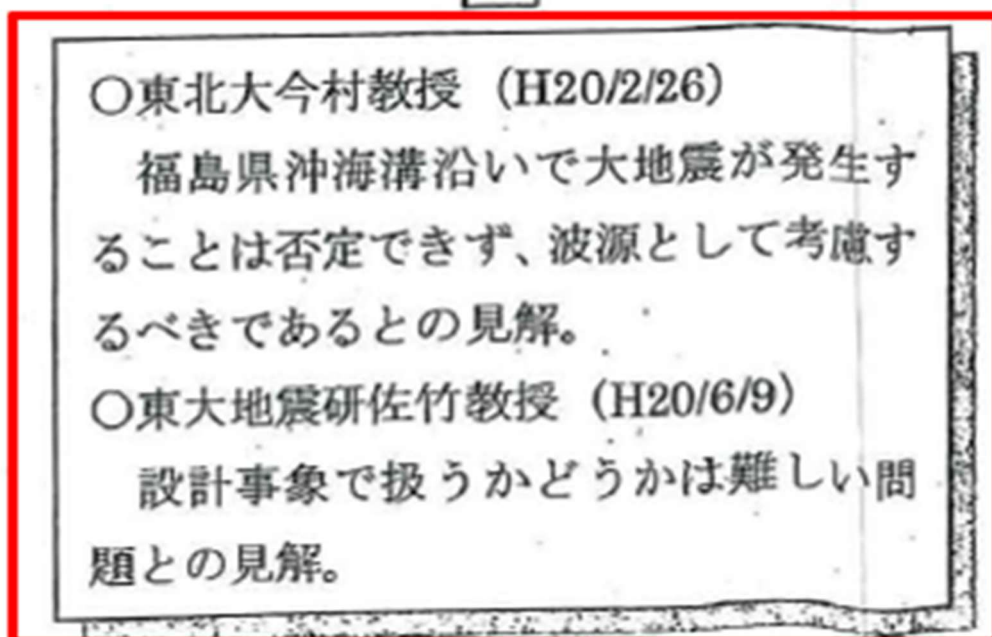 ○東北大今村教授（H20/2/26）
福島県沖海溝沿いで大地震が発生す
ることは否定できず、波源として考慮す
るべきであるとの見解。
○東大地震研佐竹教授（H20/6/9）
設計事象で扱うかどうかは難しい問
題との見解。